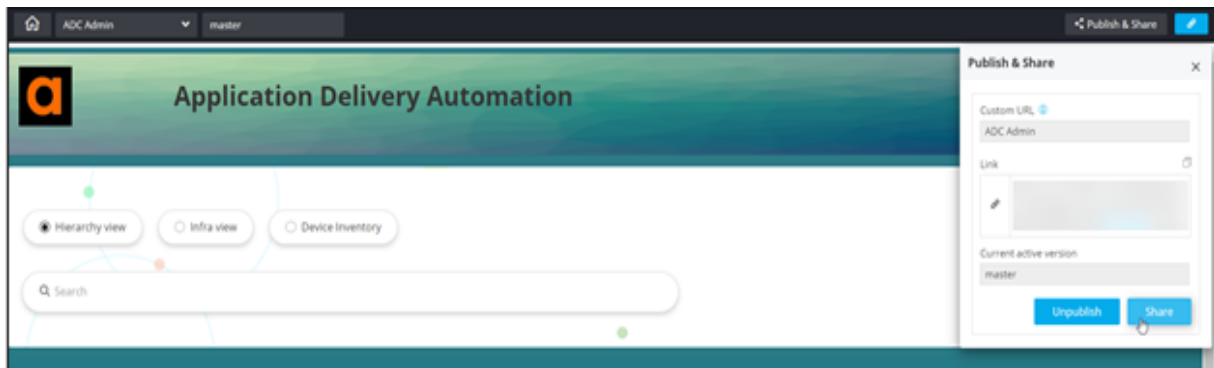 ADC Admin
master
Publish & Share
a
Application Delivery Automation
Hierarchy view
Infra view
Device Inventory
Search
Publish & Share
Custom URL
ADC Admin
Link
Current active version
master
Unpublish
Share